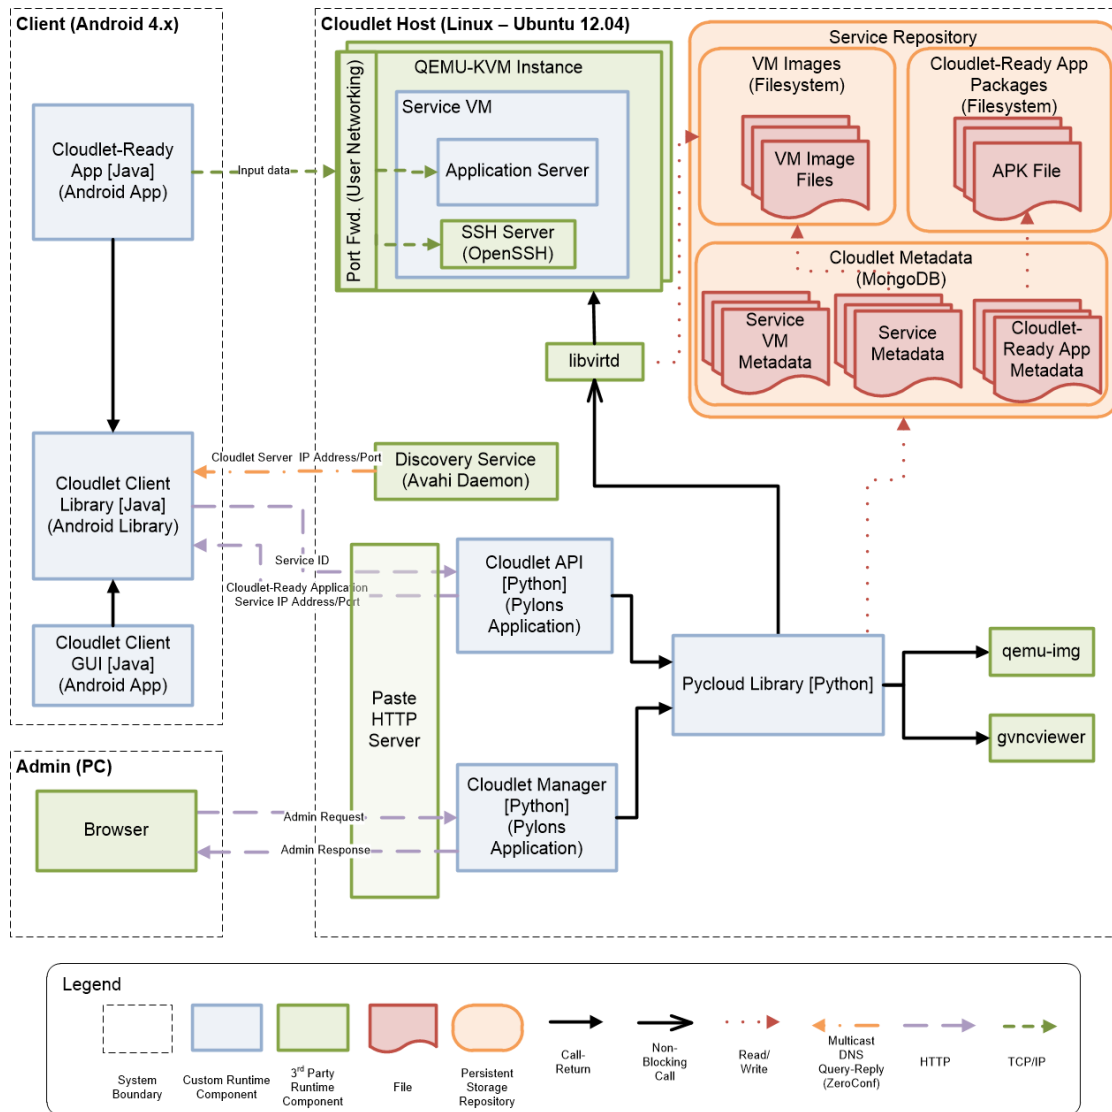 Client (Android 4.x)
Cloudlet-Ready
App [Java]
(Android App)
Cloudlet Client
Library [Java]
(Android Library)
Cloudlet Client
GUI [Java]
(Android App)
Admin (PC)
Browser
Input data
Cloudlet Server IP Address/Port
Service ID
Cloudlet-Ready Application
Service IP Address/Port
Admin Request
Admin Response
Cloudlet Host (Linux – Ubuntu 12.04)
QEMU-KVM Instance
Port Fwd. (User Networking)
Service VM
Application Server
SSH Server
(OpenSSH)
libvirtd
Discovery Service
(Avahi Daemon)
Paste
HTTP
Server
Cloudlet API
[Python]
(Pylons
Application)
Cloudlet Manager
[Python]
(Pylons
Application)
Pycloud Library [Python]
qemu-img
gvncviewer
Service Repository
VM Images
(Filesystem)
VM Image
Files
Cloudlet-Ready App
Packages
(Filesystem)
APK File
Cloudlet Metadata
(MongoDB)
Service
VM
Metadata
Service
Metadata
Cloudlet-
Ready App
Metadata
Legend
System
Boundary
Custom Runtime
Component
3rd Party
Runtime
Component
File
Persistent
Storage
Repository
Call-
Return
Non-
Blocking
Call
Read/
Write
Multicast
DNS
Query-Reply
(ZeroConf)
HTTP
TCP/IP